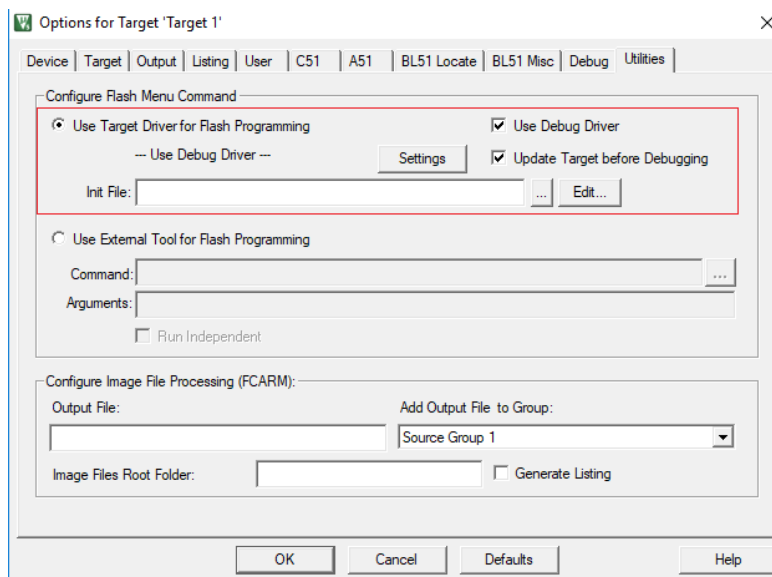 Options for Target 'Target 1'
Device Target Output Listing User C51 A51 BL51 Locate BL51 Misc Debug Utilities
Configure Flash Menu Command
Use Target Driver for Flash Programming Use Debug Driver
--- Use Debug Driver --- Settings Update Target before Debugging
Init File: ... Edit...
Use External Tool for Flash Programming
Command: ...
Arguments:
Run Independent
Configure Image File Processing (FCARM):
Output File: Add Output File to Group:
Source Group 1
Image Files Root Folder: Generate Listing
OK Cancel Defaults Help